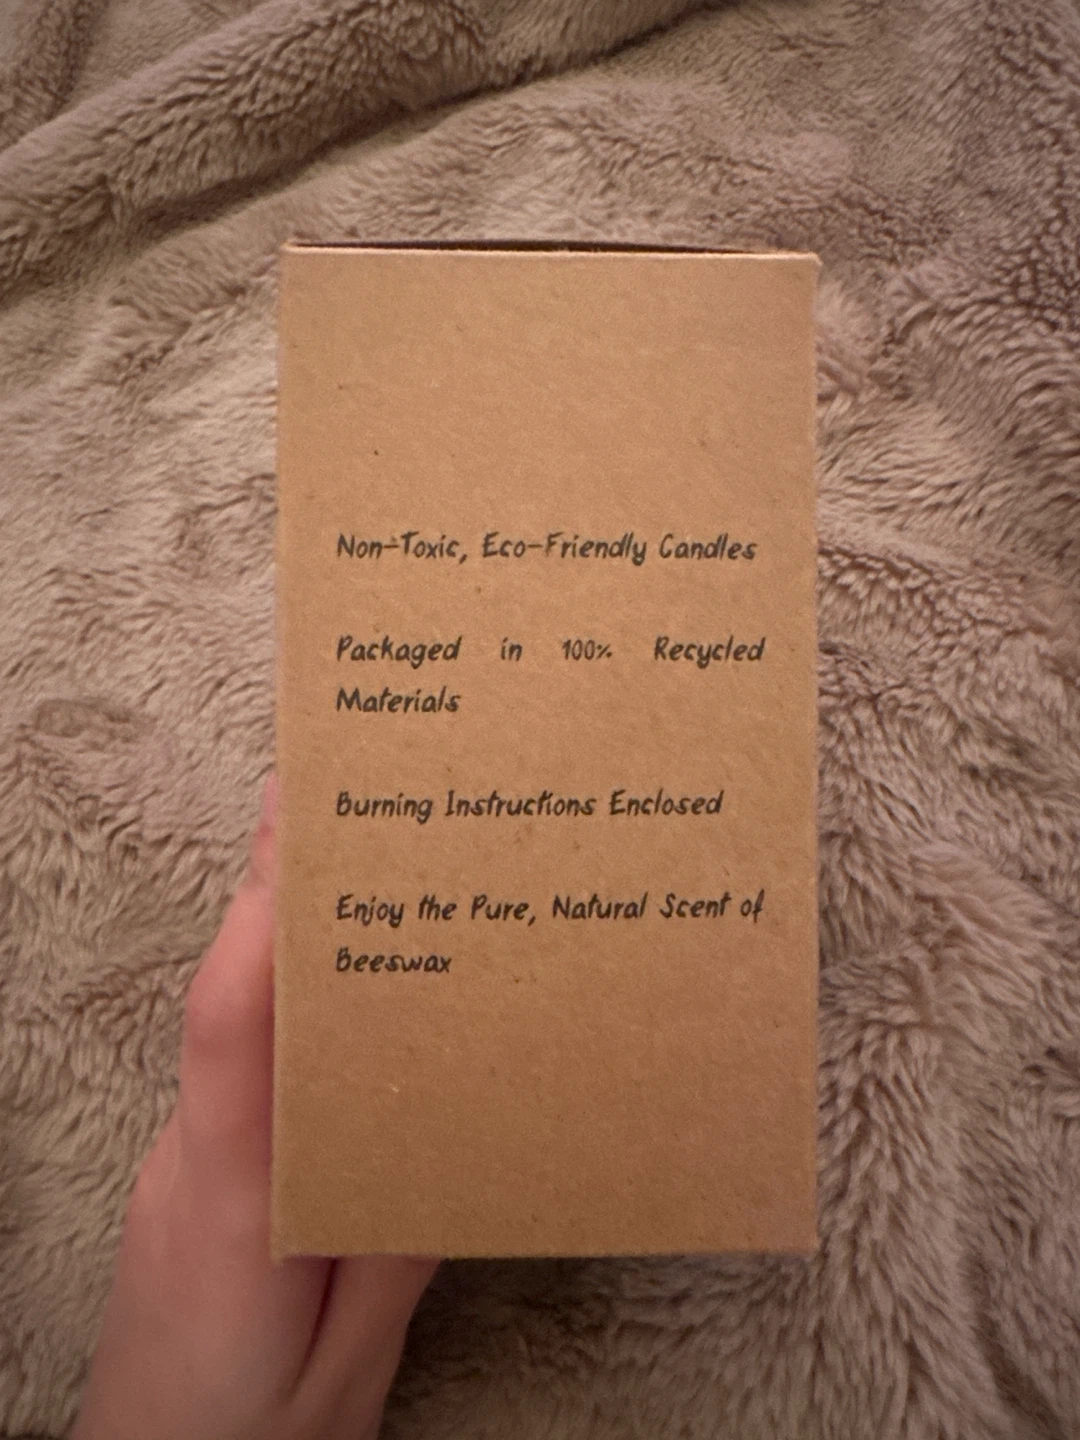 Non-Toxic, Eco-Friendly Candles
Packaged in 100% Recycled
Materials
Burning Instructions Enclosed
Enjoy the Pure, Natural Scent of
Beeswax